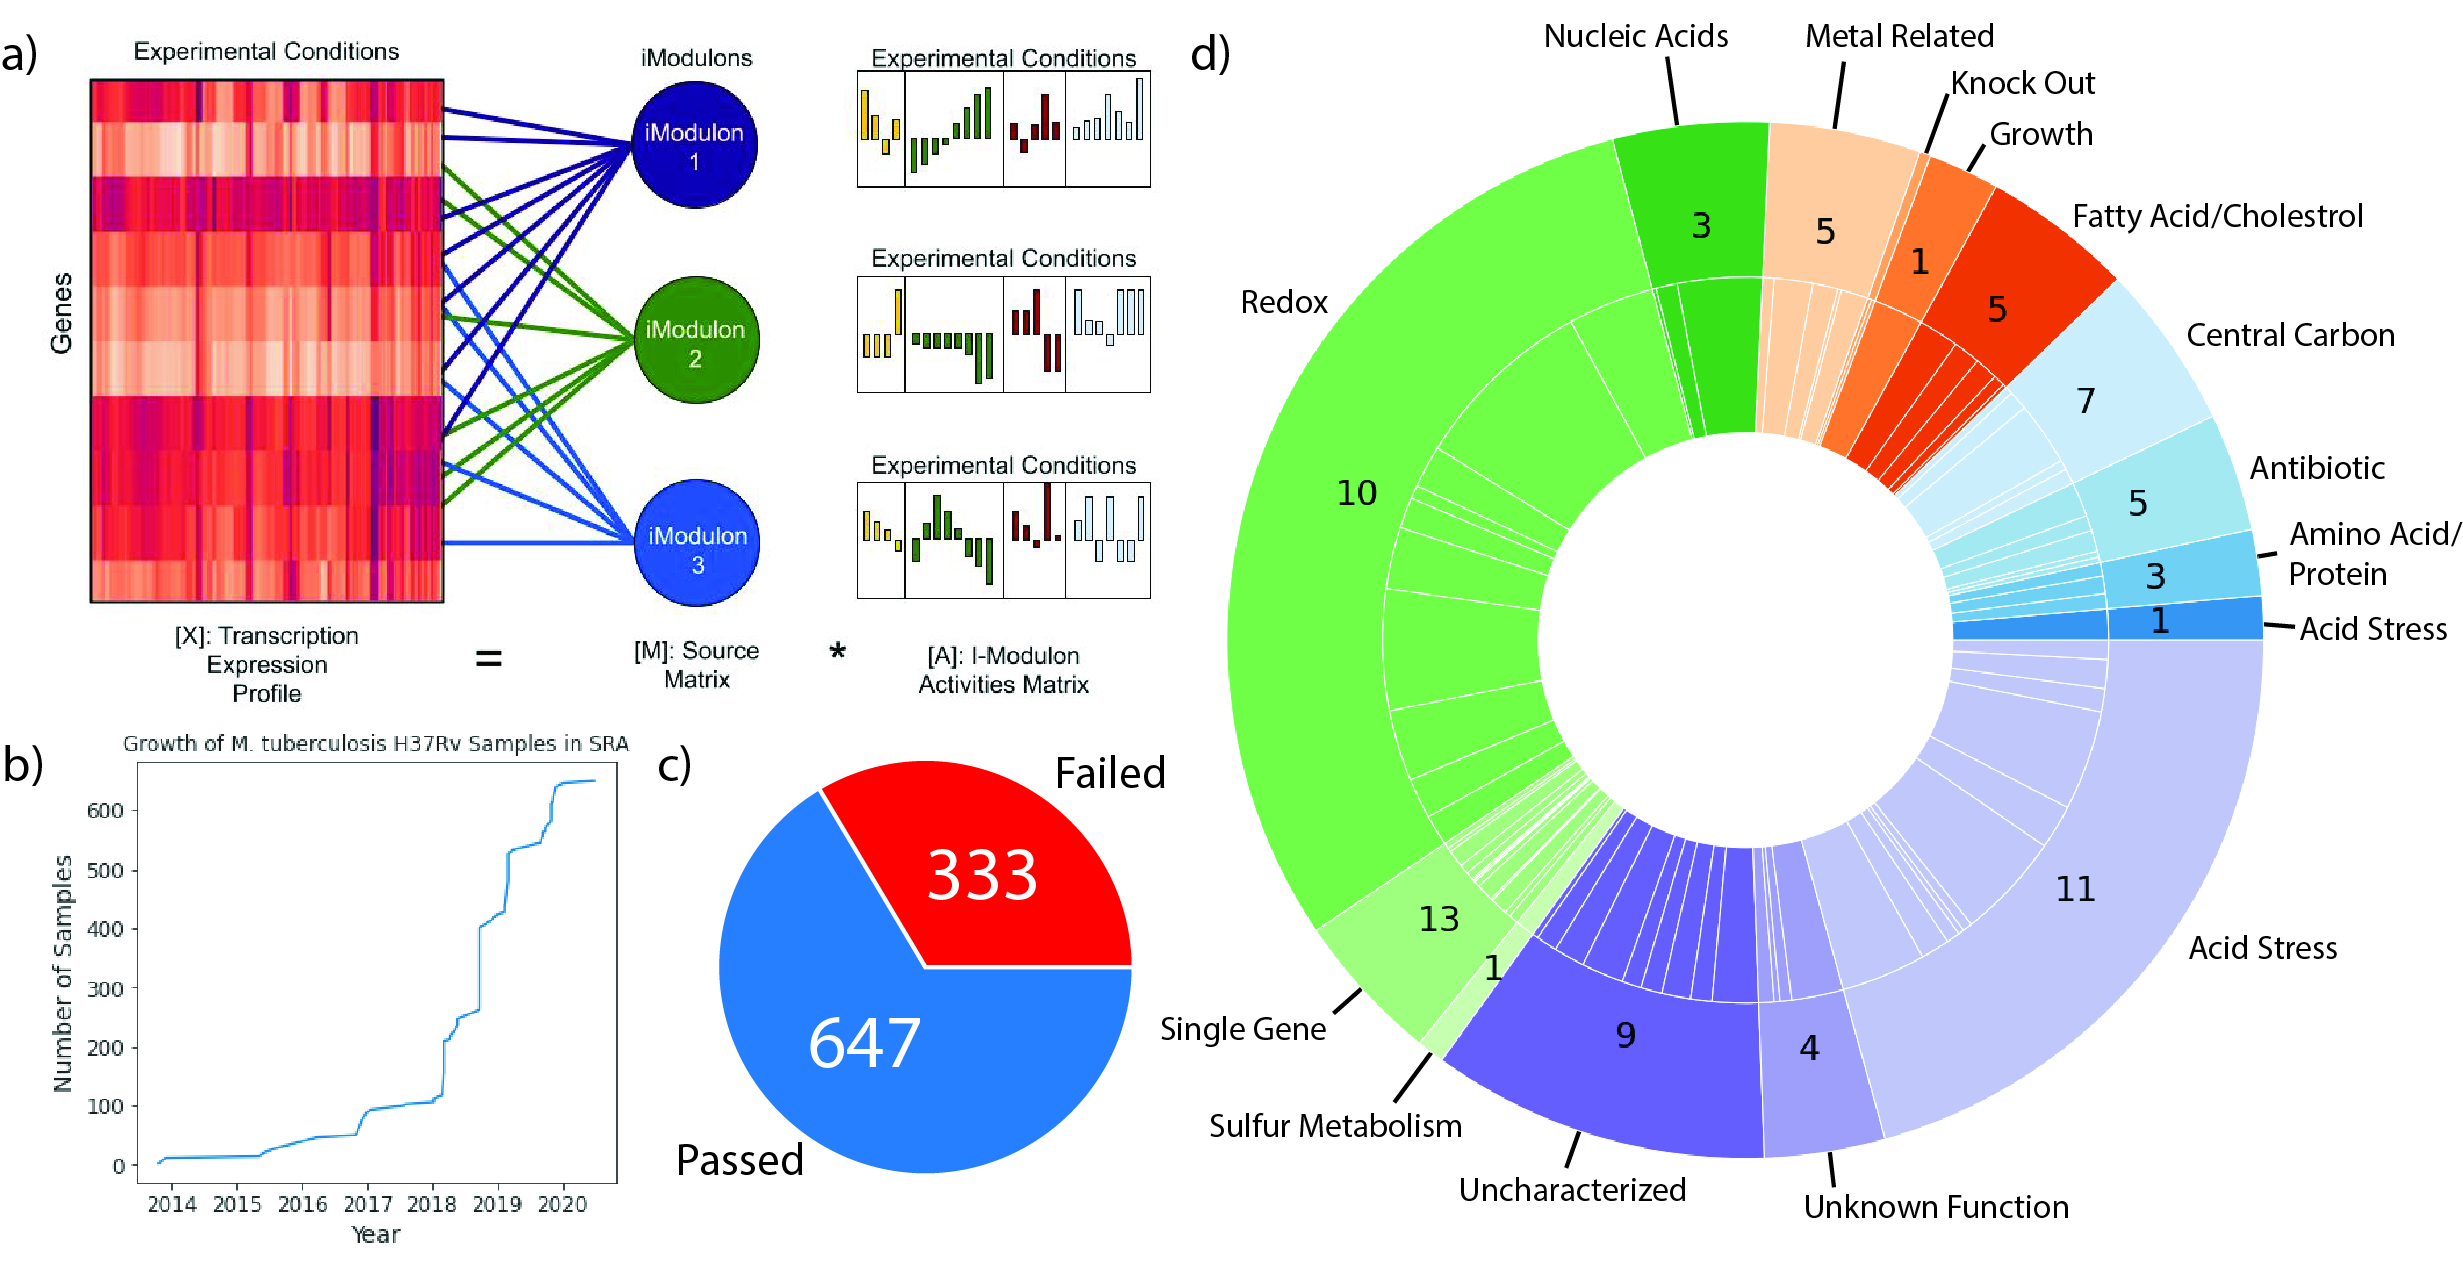 a)
Experimental Conditions
Genes
[X]: Transcription
Expression
Profile
=
iModulons
iModulon
1
iModulon
2
iModulon
3
[M]: Source
Matrix
*
Experimental Conditions
Experimental Conditions
Experimental Conditions
[A]: I-Modulon
Activities Matrix
b)
Growth of M. tuberculosis H37Rv Samples in SRA
Number of Samples
600
500
400
300
200
100
0
2014 2015 2016 2017 2018 2019 2020
Year
c)
Failed
333
647
Passed
d)
Nucleic Acids
3
Metal Related
5
Knock Out
Growth
1
Fatty Acid/Cholestrol
5
Central Carbon
7
Antibiotic
5
Amino Acid/
Protein
3
Acid Stress
1
Acid Stress
11
Unknown Function
4
Uncharacterized
9
Sulfur Metabolism
1
Single Gene
13
Redox
10